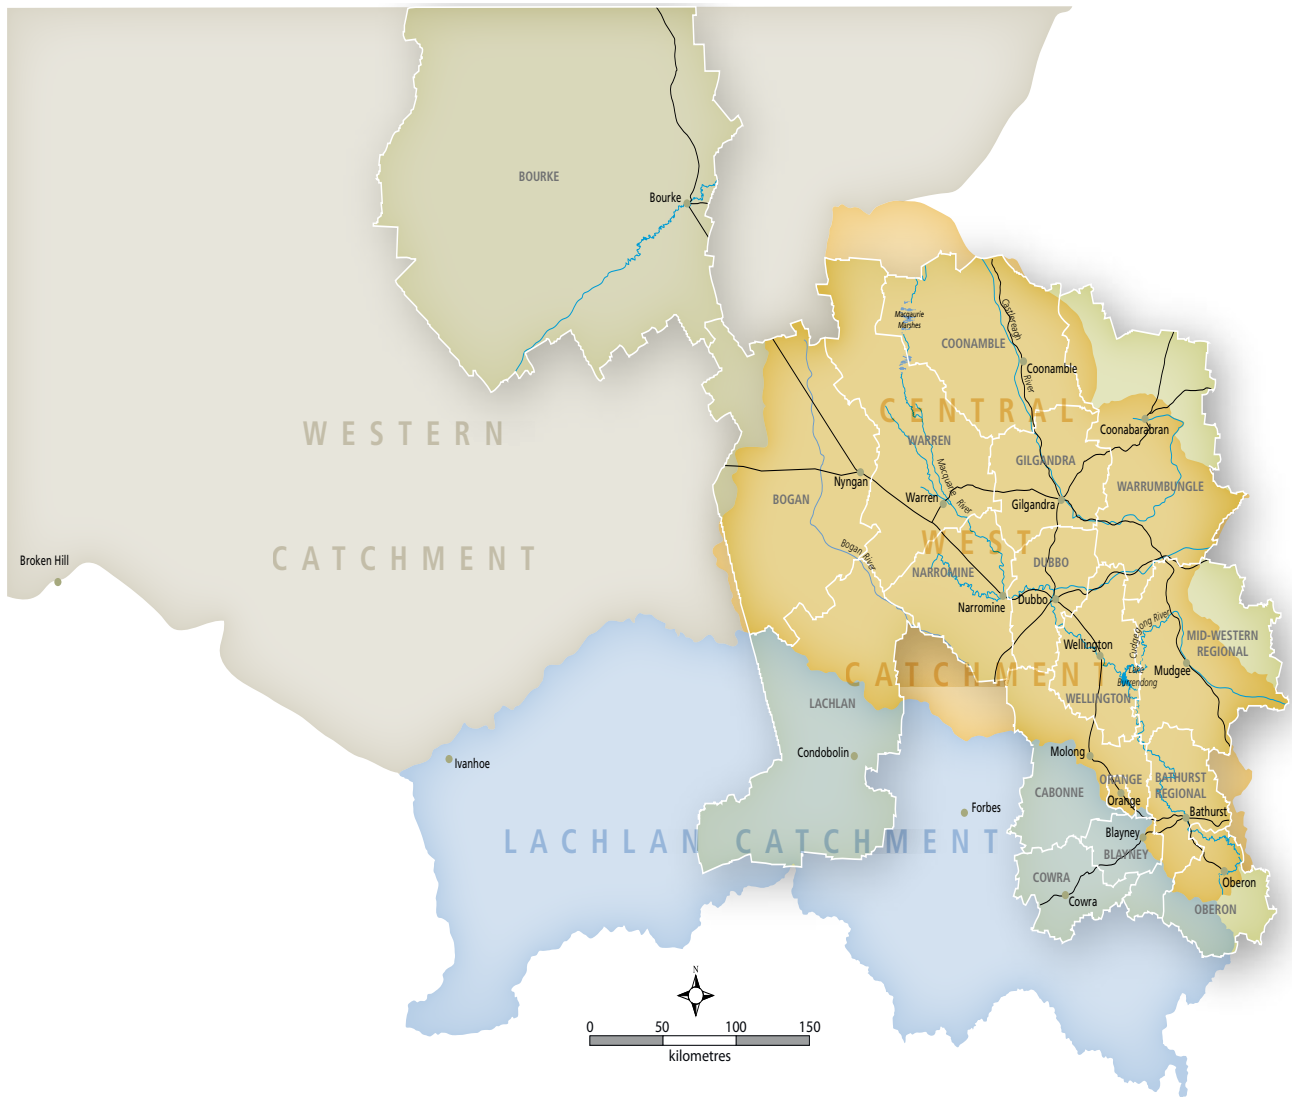 BOURKE
Bourke
Macquarie
Marshes
Castlereagh
River
COONAMBLE
Coonamble
CENTRAL
WESTERN
Coonabarabran
WARREN
GILGANDRA
Macquarie
River
Nyngan
WARRUMBUNGLE
BOGAN
Warren
Gilgandra
WEST
CATCHMENT
Bogan River
Broken Hill
DUBBO
NARROMINE
Narromine
Dubbo
Cudgegong River
MID-WESTERN
REGIONAL
Wellington
Lake
Burrendong
Mudgee
CATCHMENT
WELLINGTON
LACHLAN
Condobolin
Molong
Ivanhoe
ORANGE
BATHURST
REGIONAL
CABONNE
Orange
Forbes
Bathurst
LACHLAN CATCHMENT
Blayney
BLAYNEY
COWRA
Oberon
Cowra
OBERON
N
0 50 100 150
kilometres